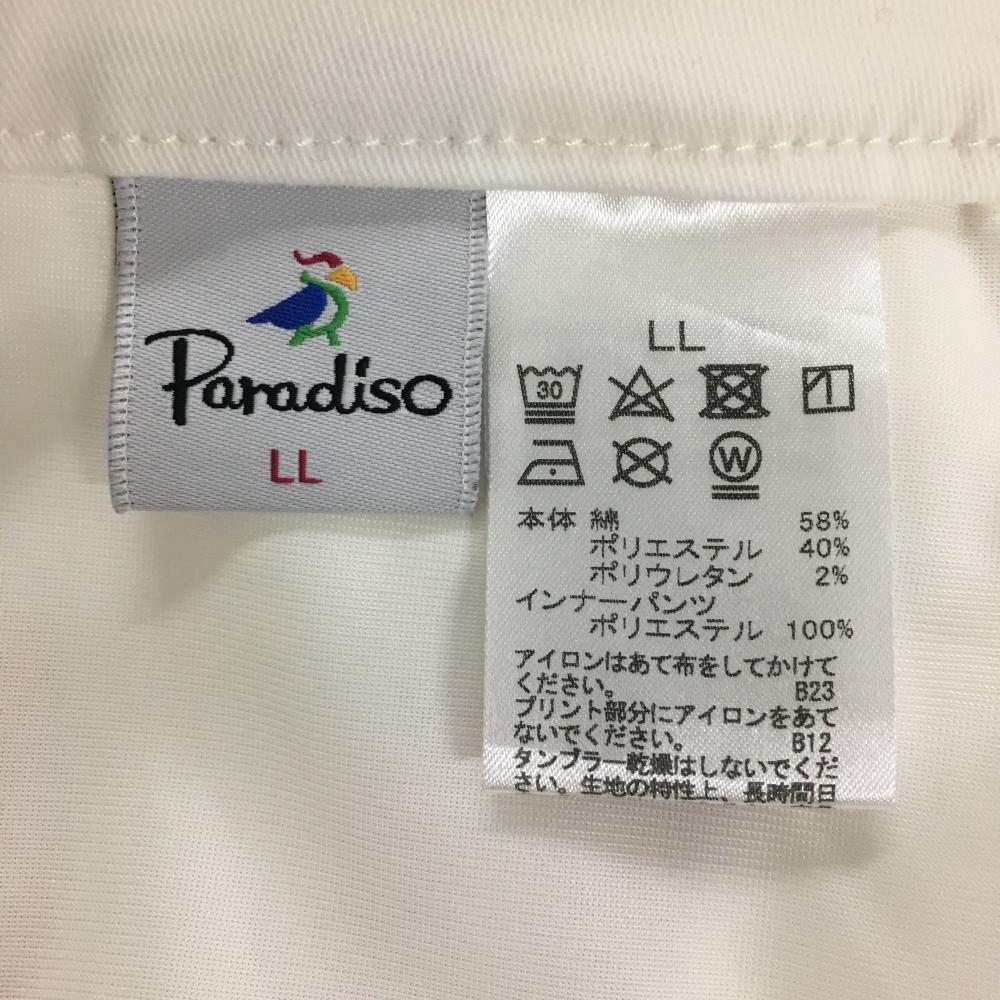 Paradiso
LL
LL
30
W
本体 綿 58%
ポリエステル 40%
ポリウレタン 2%
インナーパンツ
ポリエステル 100%
アイロンはあて布をしてかけて
ください。 B23
プリント部分にアイロンをあて
ないでください。 B12
タンブラー乾燥はしないでくだ
さい。生地の特性上、長時間日